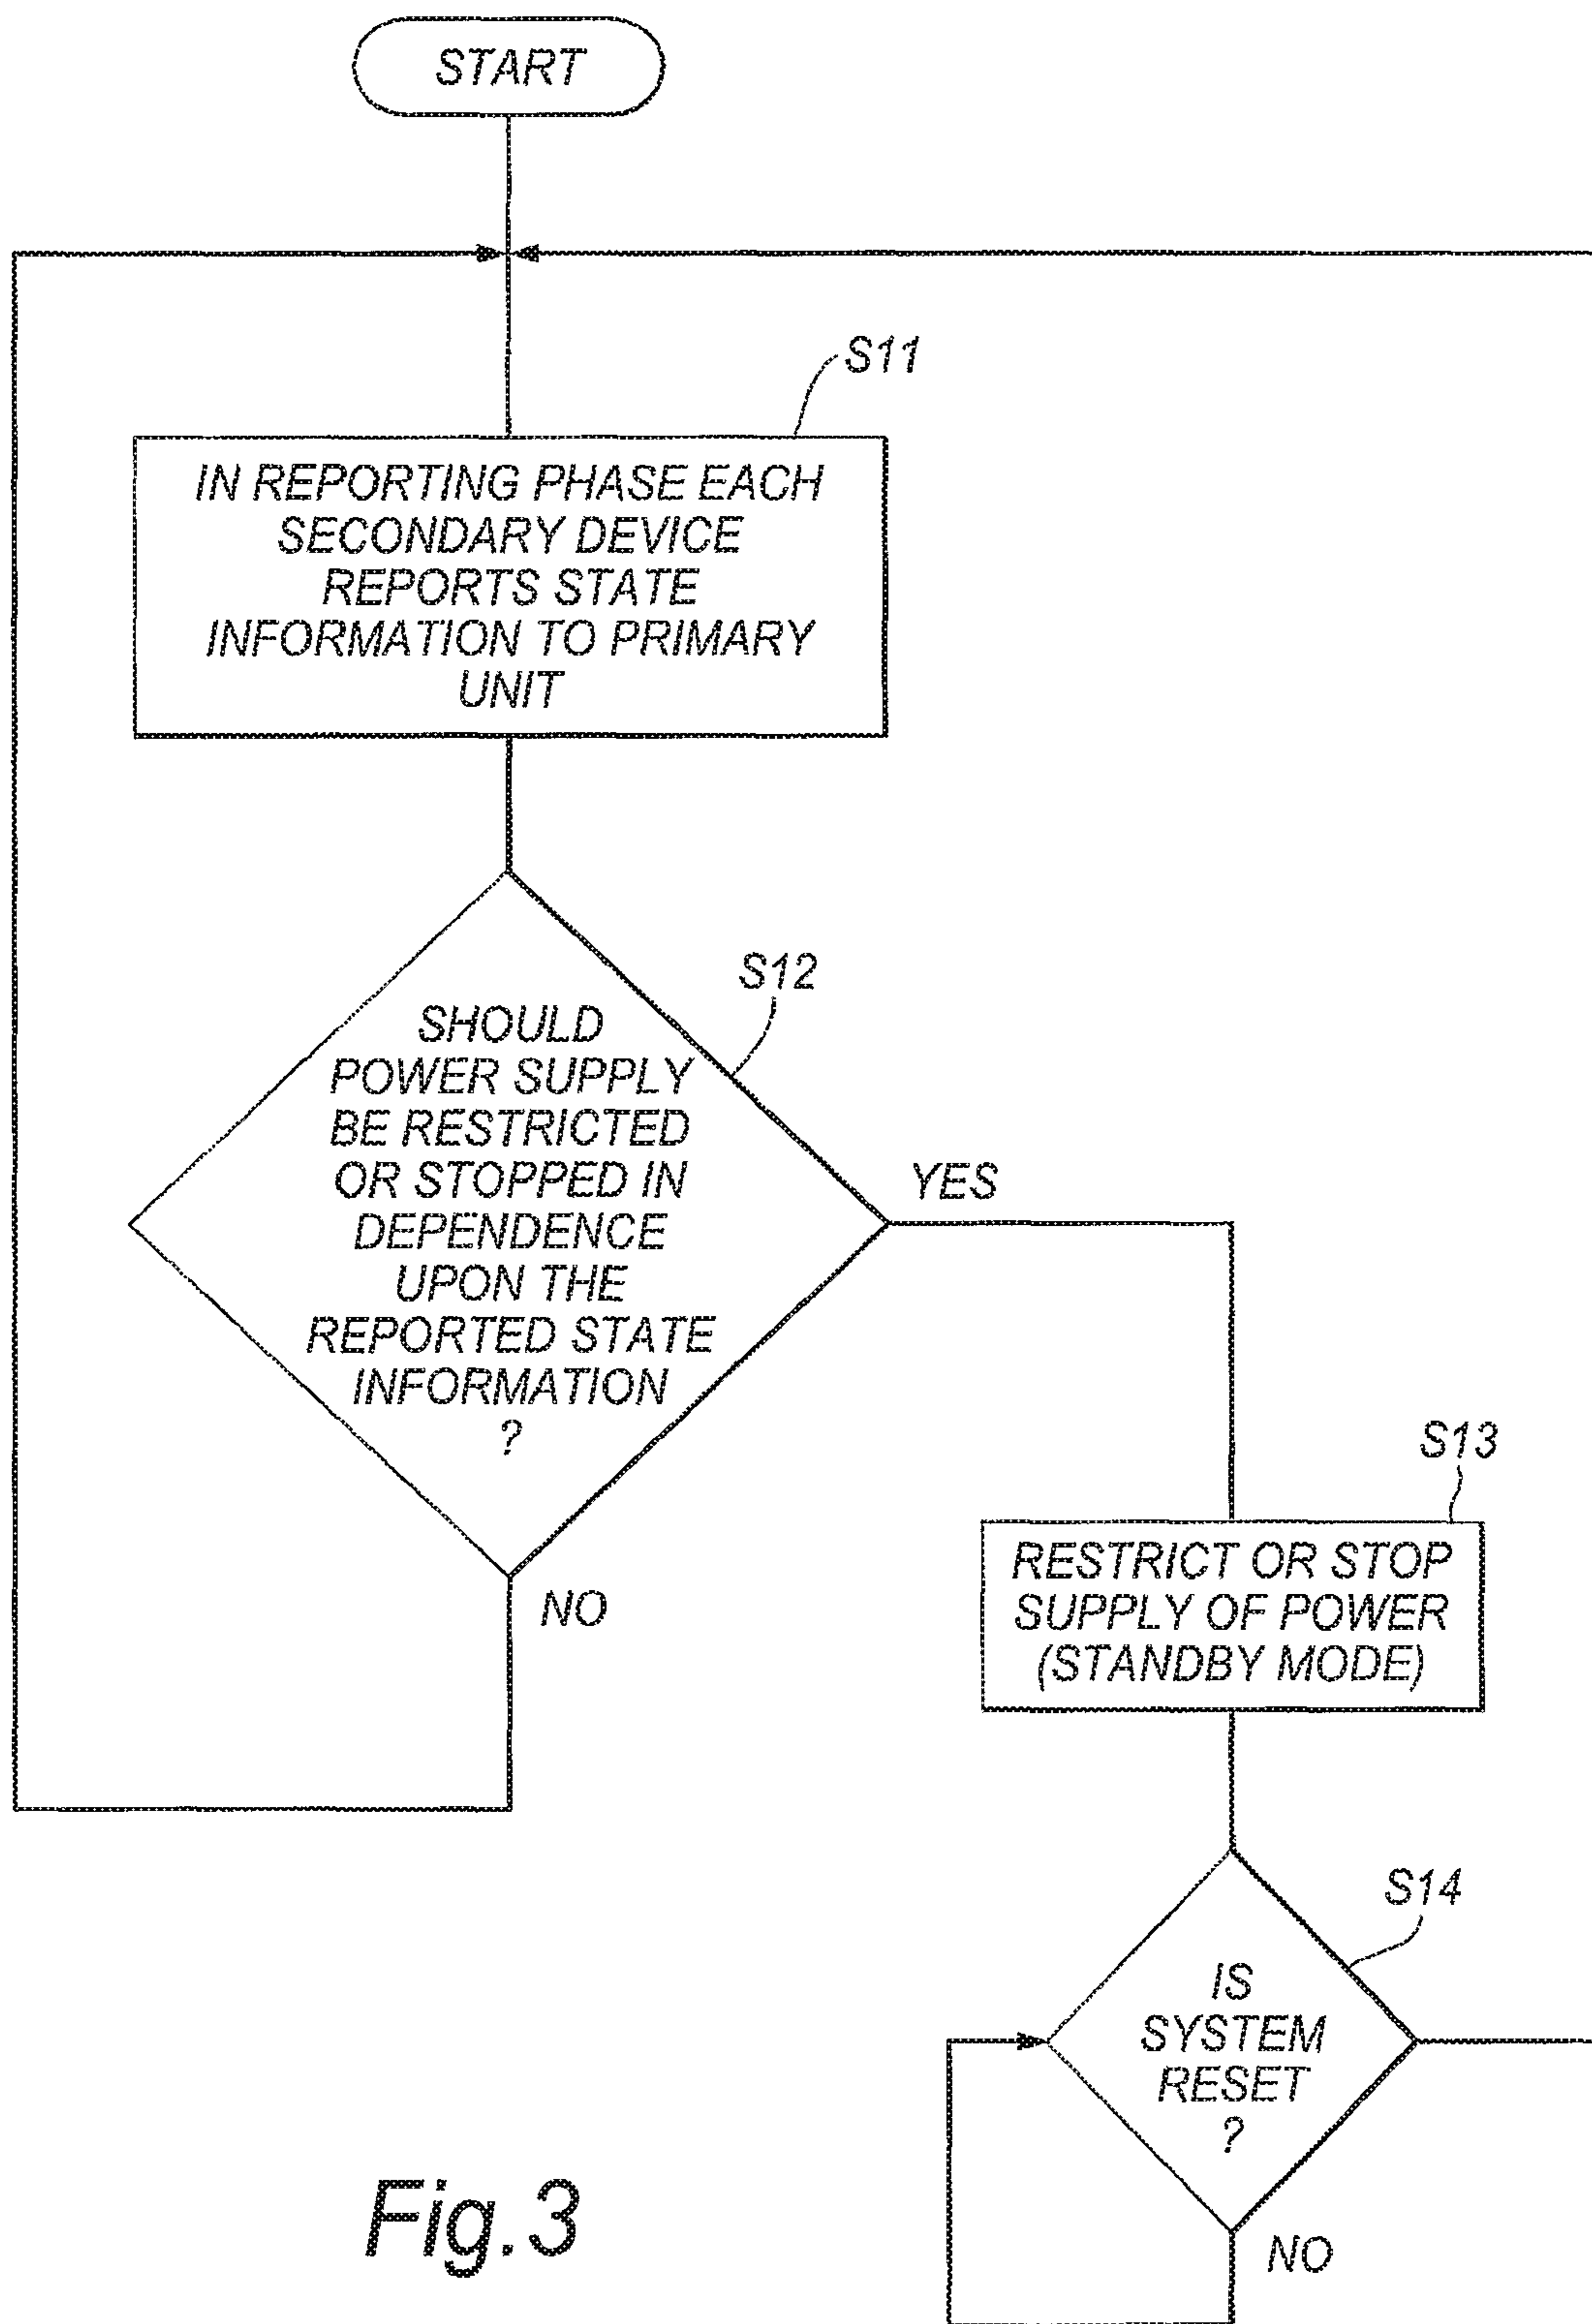 START
S11
IN REPORTING PHASE EACH
SECONDARY DEVICE
REPORTS STATE
INFORMATION TO PRIMARY
UNIT
S12
SHOULD
POWER SUPPLY
BE RESTRICTED
OR STOPPED IN
DEPENDENCE
UPON THE
REPORTED STATE
INFORMATION
?
YES
NO
S13
RESTRICT OR STOP
SUPPLY OF POWER
(STANDBY MODE)
S14
IS
SYSTEM
RESET
?
NO
Fig.3